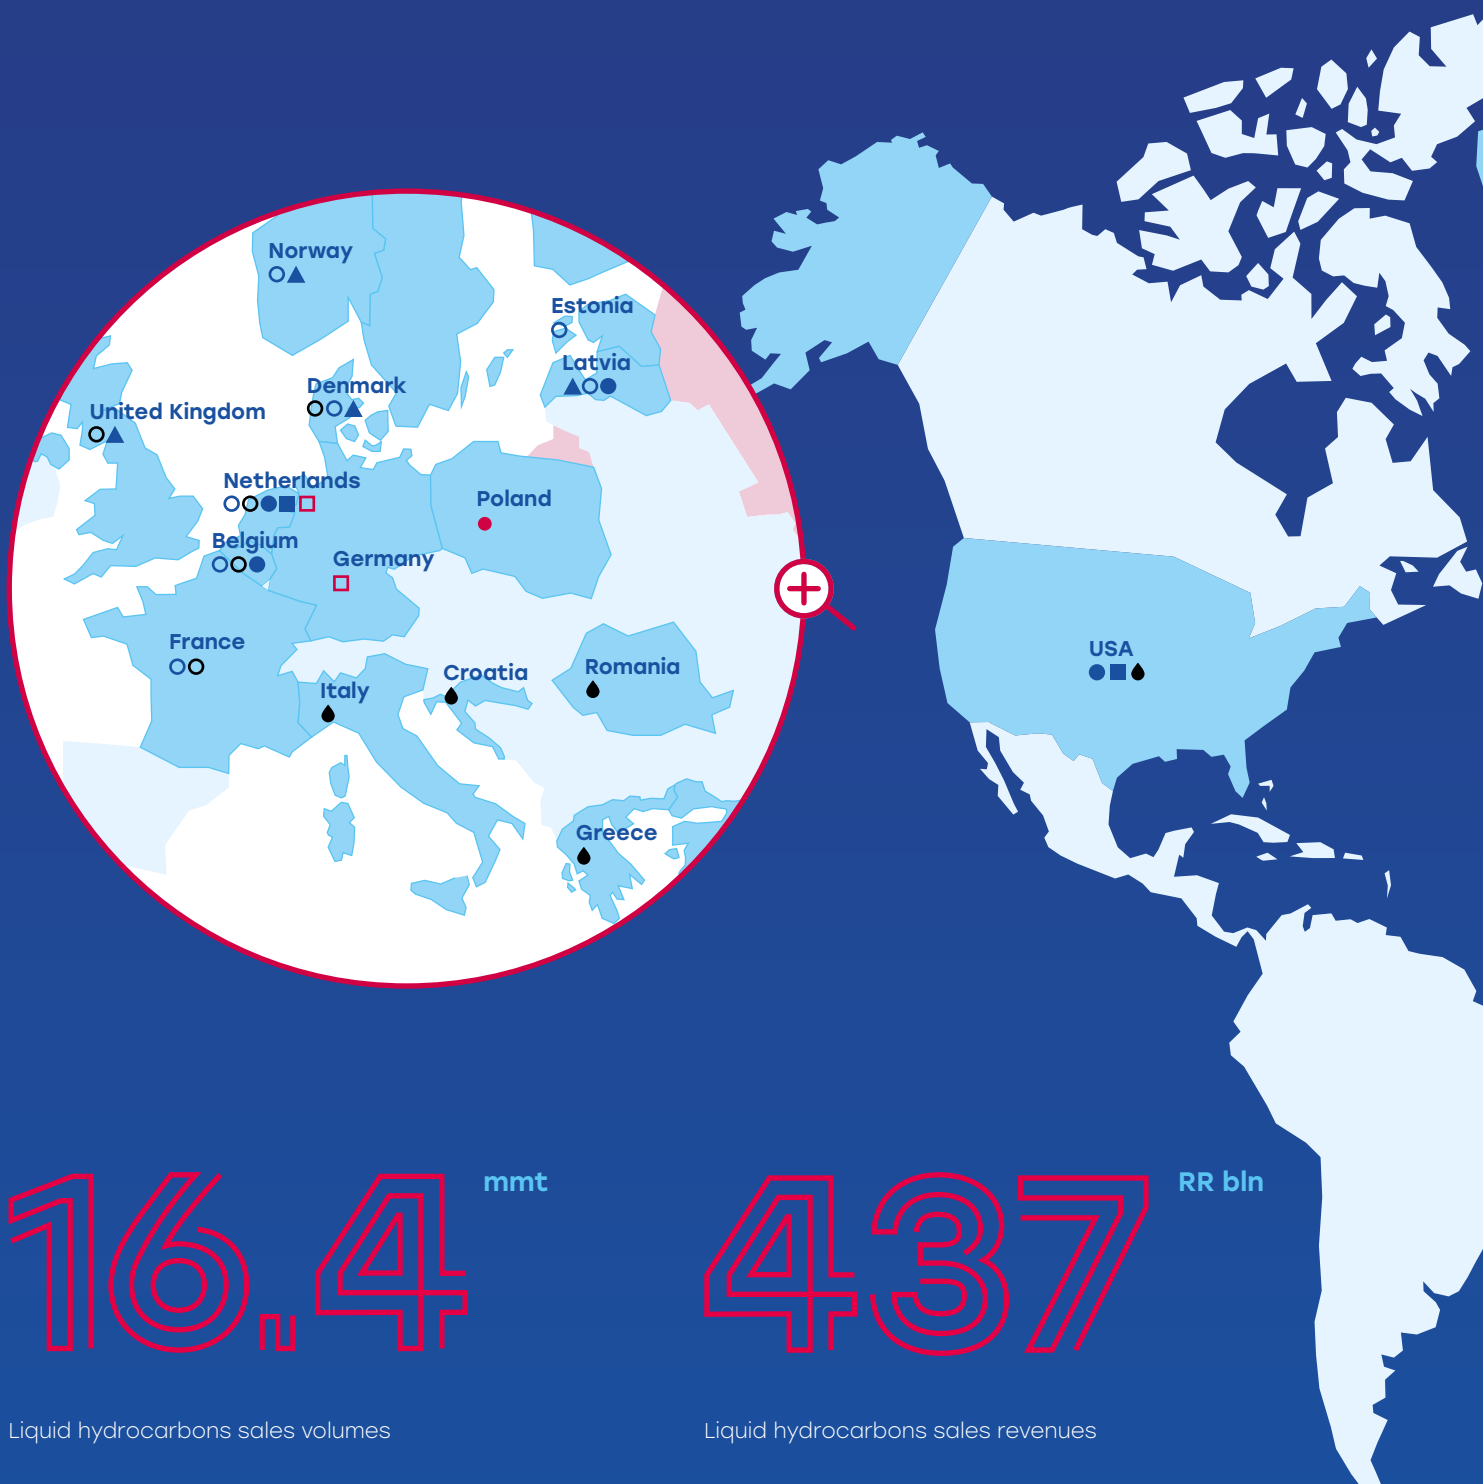 Norway
Estonia
Latvia
Denmark
United Kingdom
Netherlands
Poland
Belgium
Germany
France
USA
Croatia
Romania
Italy
Greece
16.4 mmt
437 RR bln
Liquid hydrocarbons sales volumes
Liquid hydrocarbons sales revenues